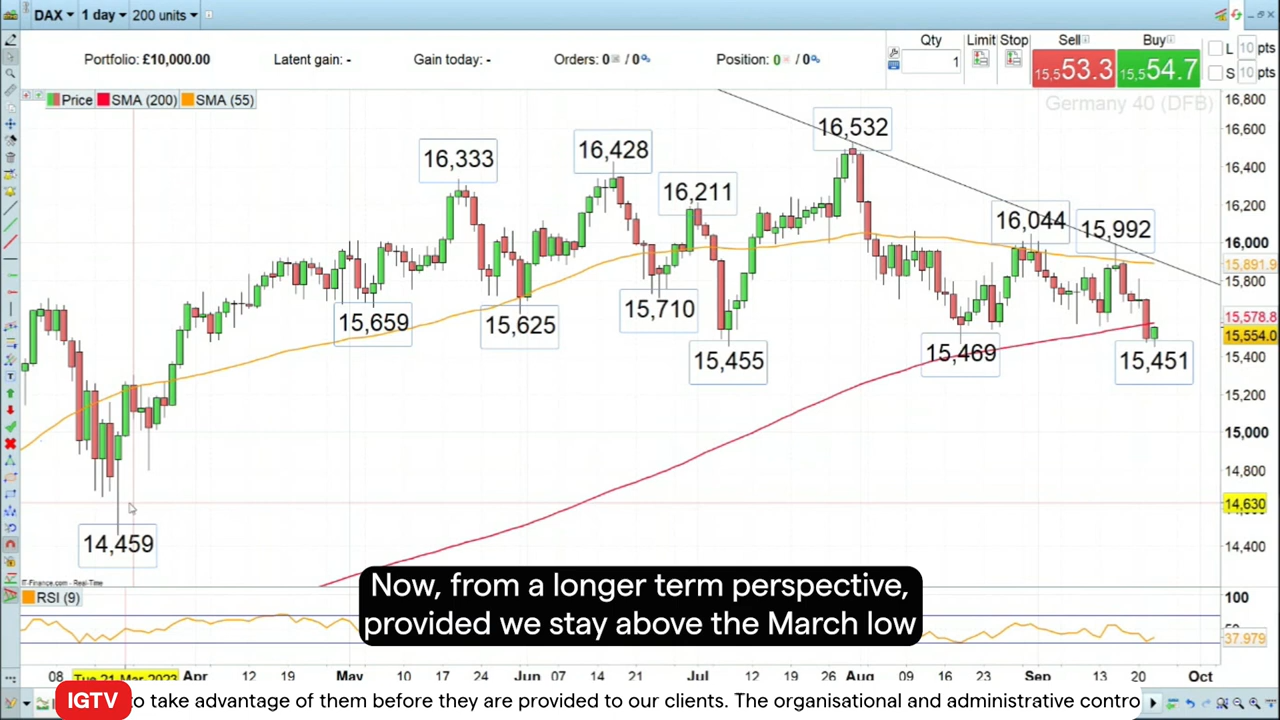 DAX 1 day 200 units
Portfolio: £10,000.00 Latent gain: - Gain today: - Orders: 0 / 0 Position: 0 / 0
Qty Limit Stop Sell Buy
1 15,553.3 15,554.7
L 10 pts
S 10 pts
Price SMA (200) SMA (55)
Germany 40 (DFB)
16,800
16,600
16,400
16,200
16,000
15,891.9
15,800
15,578.8
15,554.0
15,400
15,200
15,000
14,800
14,630
14,400
16,333
16,428
16,211
16,532
16,044
15,992
15,659
15,625
15,710
15,455
15,469
15,451
14,459
IT-Finance.com - Real-Time
Now, from a longer term perspective,
provided we stay above the March low
RSI (9)
100
37.979
08 Tue 21 Mar 2023 Apr 12 19 May 10 17 24 Jun 07 14 21 Jul 12 19 26 Aug 09 16 23 Sep 13 20 Oct
IGTV to take advantage of them before they are provided to our clients. The organisational and administrative contro